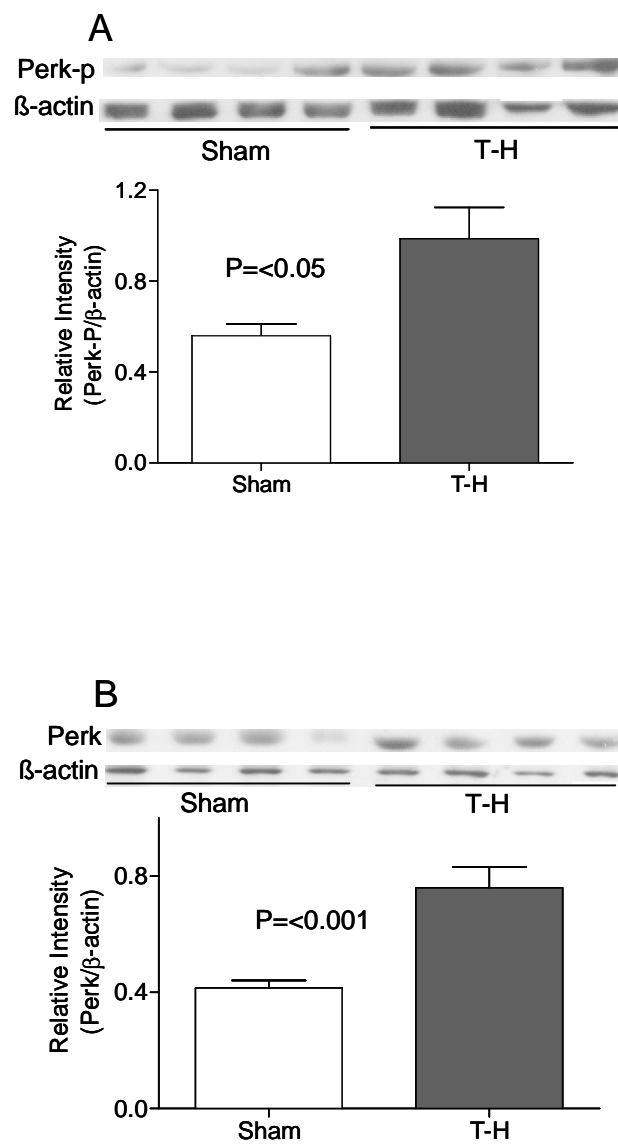 A
Perk-p
ß-actin
Sham T-H
1.2
0.8
0.4
0.0
Relative Intensity
(Perk-P/β-actin)
P=<0.05
Sham T-H
B
Perk
ß-actin
Sham T-H
0.8
0.4
0.0
Relative Intensity
(Perk/β-actin)
P=<0.001
Sham T-H